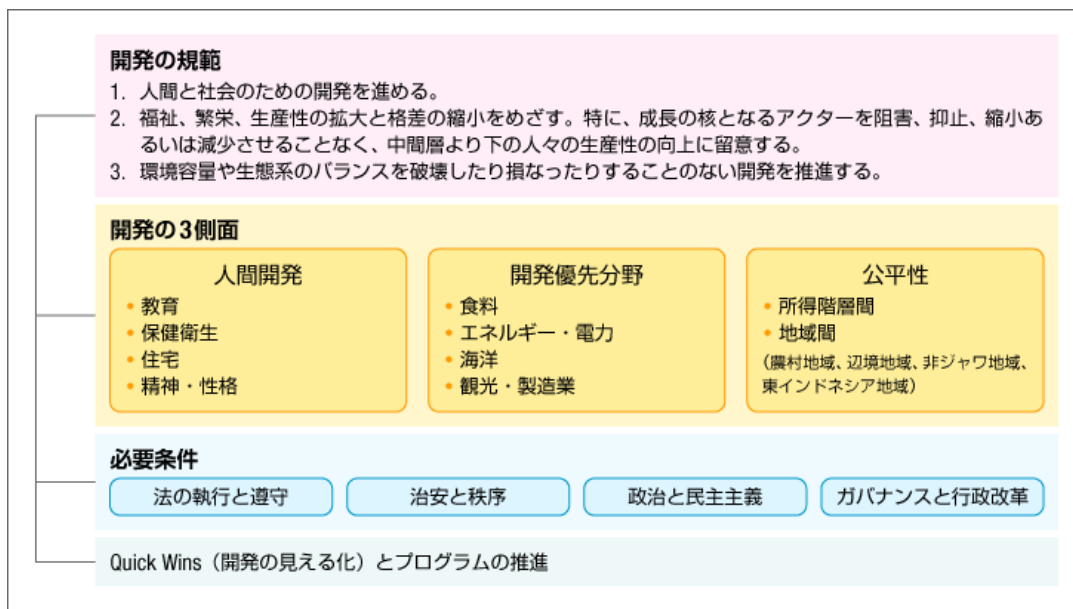 開発の規範
1. 人間と社会のための開発を進める。
2. 福祉、繁栄、生産性の拡大と格差の縮小をめざす。特に、成長の核となるアクターを阻害、抑止、縮小あ
るいは減少させることなく、中間層より下の人々の生産性の向上に留意する。
3. 環境容量や生態系のバランスを破壊したり損なったりすることのない開発を推進する。
開発の3側面
人間開発
• 教育
• 保健衛生
• 住宅
• 精神・性格
開発優先分野
• 食料
• エネルギー・電力
• 海洋
• 観光・製造業
公平性
• 所得階層間
• 地域間
（農村地域、辺境地域、非ジャワ地域、
東インドネシア地域）
必要条件
法の執行と遵守
治安と秩序
政治と民主主義
ガバナンスと行政改革
Quick Wins（開発の見える化）とプログラムの推進